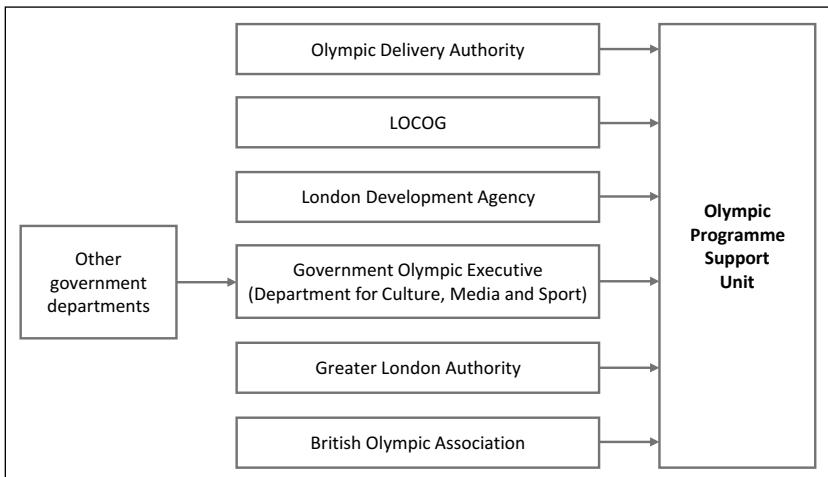 Olympic Delivery Authority
LOCOG
London Development Agency
Other
government
departments
Government Olympic Executive
(Department for Culture, Media and Sport)
Greater London Authority
British Olympic Association
Olympic
Programme
Support
Unit